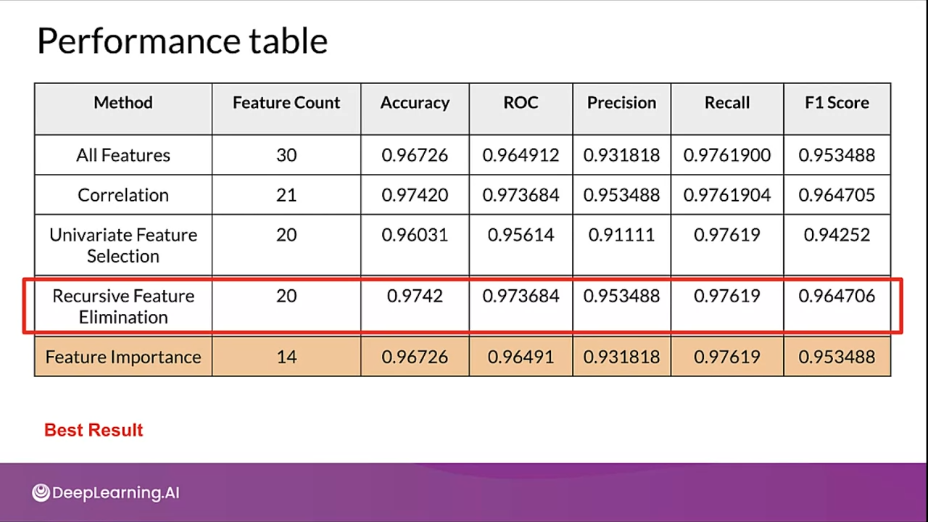 Performance table
Method Feature Count Accuracy ROC Precision Recall F1 Score
All Features 30 0.96726 0.964912 0.931818 0.9761900 0.953488
Correlation 21 0.97420 0.973684 0.953488 0.9761904 0.964705
Univariate Feature Selection 20 0.96031 0.95614 0.91111 0.97619 0.94252
Recursive Feature Elimination 20 0.9742 0.973684 0.953488 0.97619 0.964706
Feature Importance 14 0.96726 0.96491 0.931818 0.97619 0.953488
Best Result
DeepLearning.AI